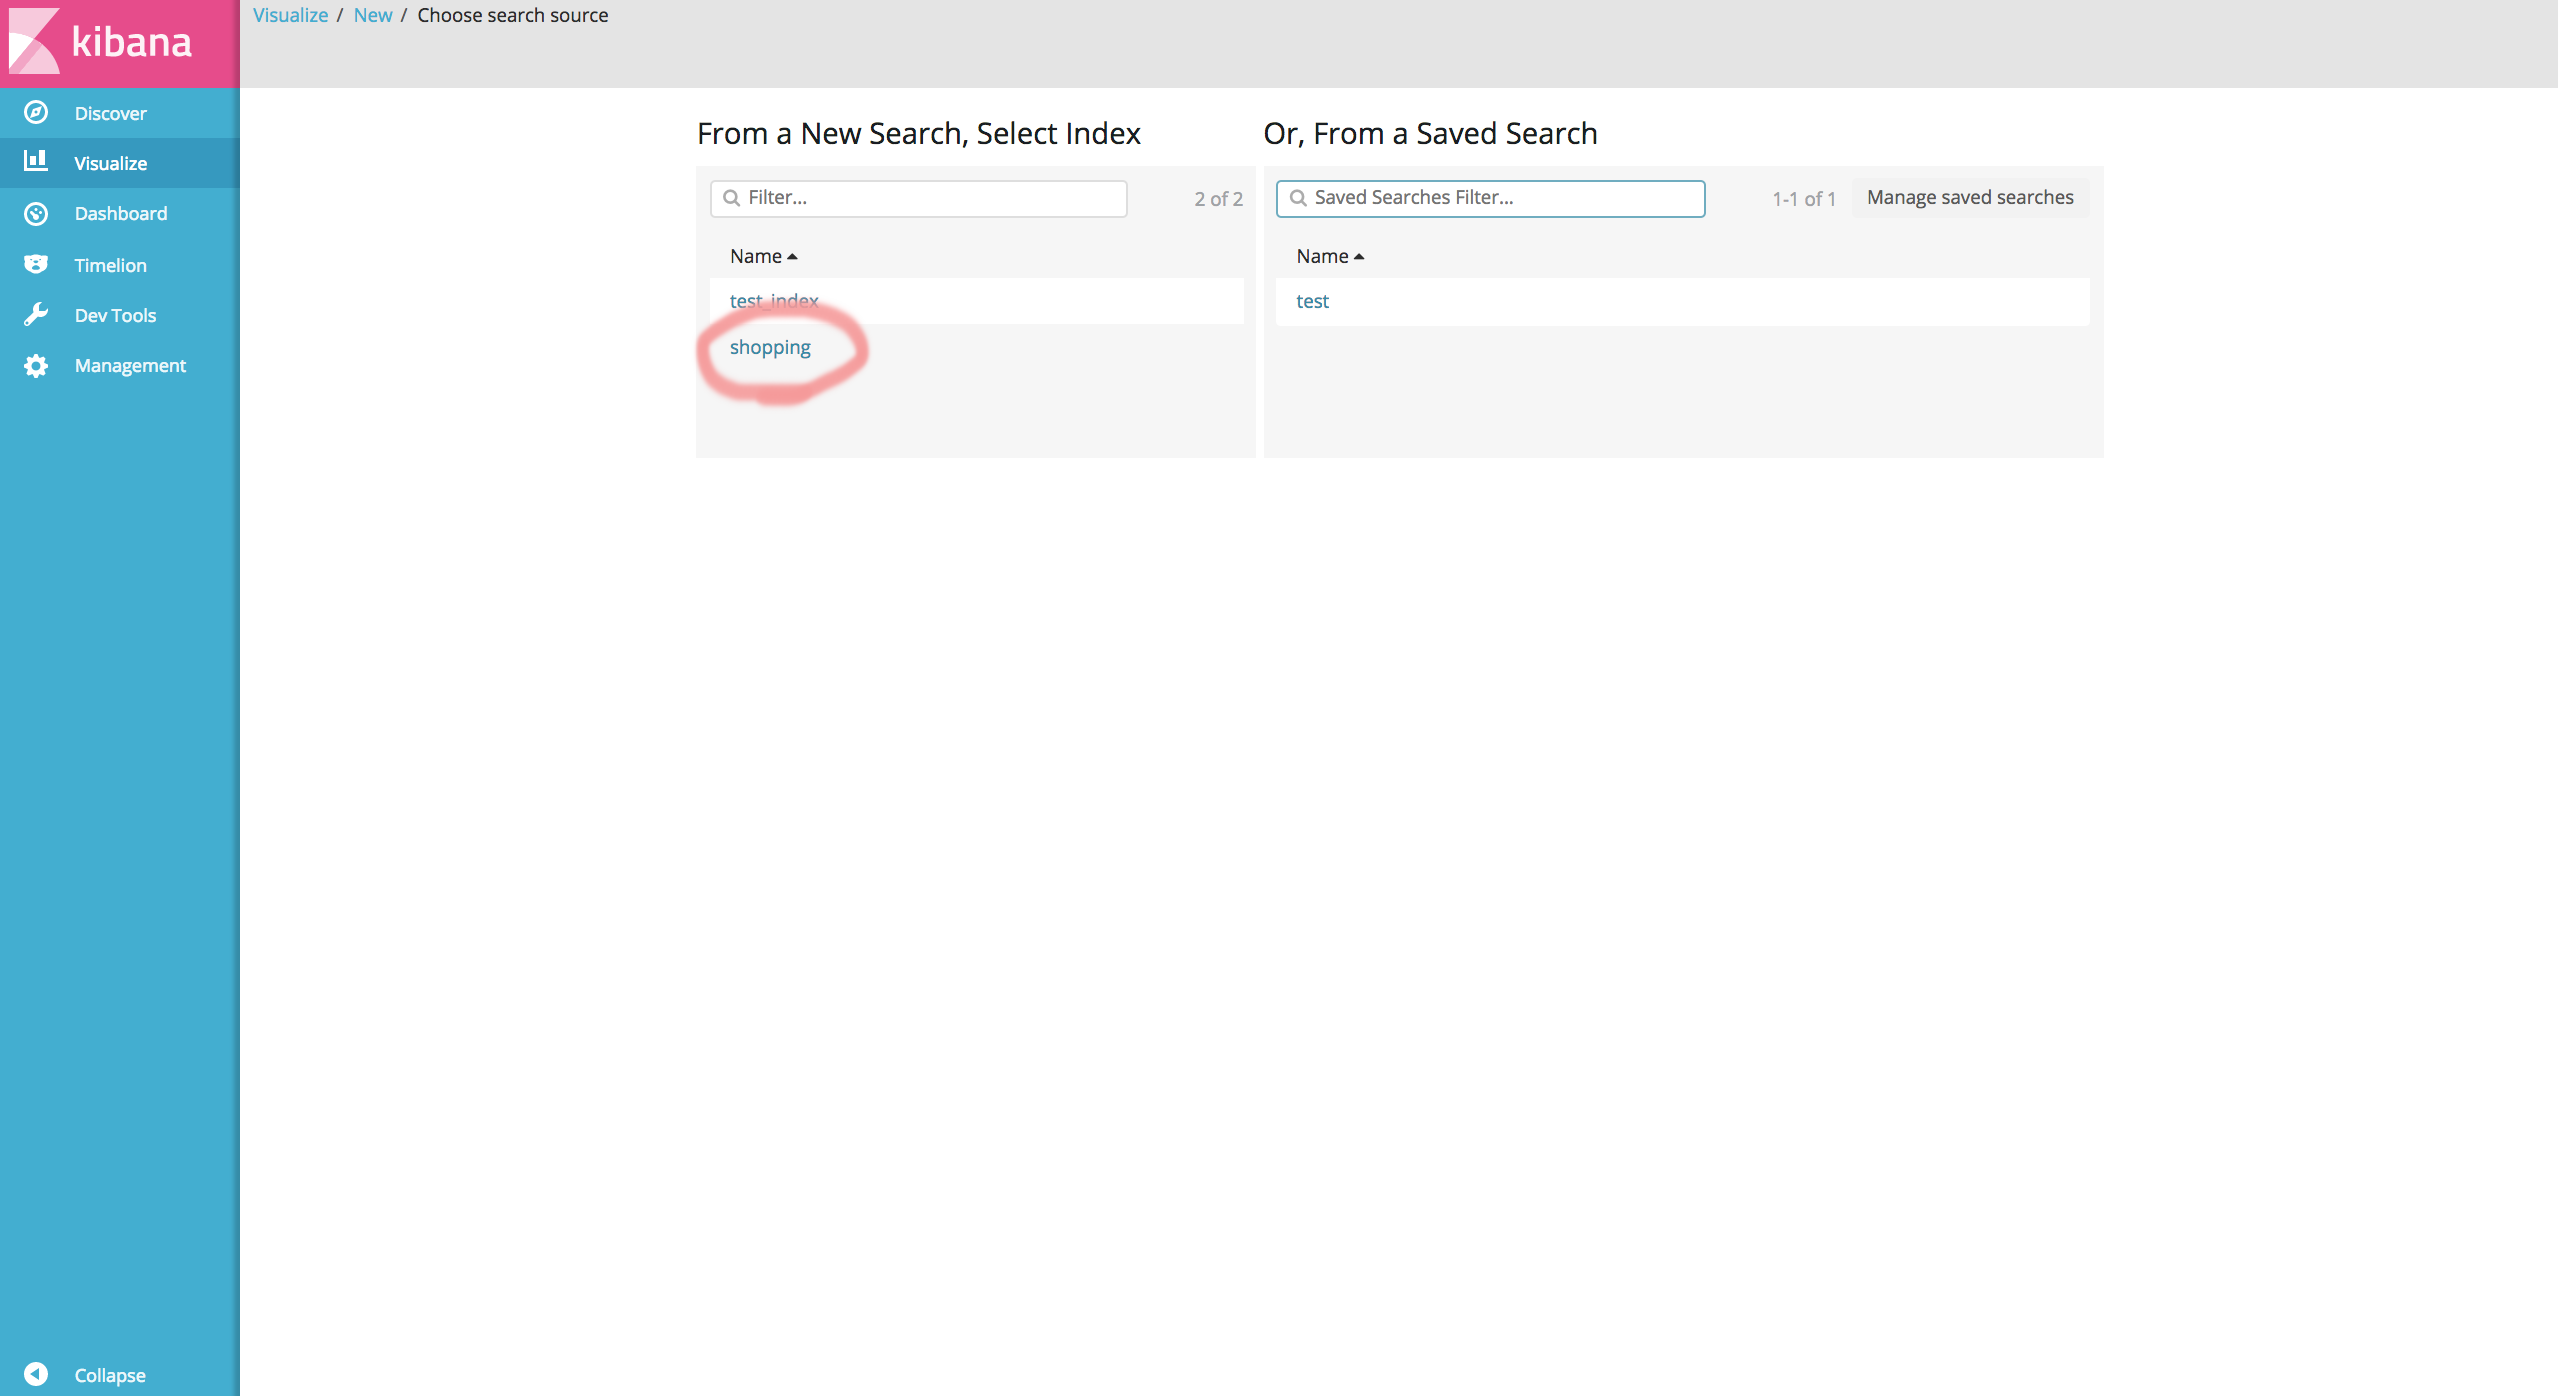 kibana
Visualize / New / Choose search source
Discover
Visualize
Dashboard
Timelion
Dev Tools
Management
Collapse
From a New Search, Select Index
Filter...
2 of 2
Name
test_index
shopping
Or, From a Saved Search
Saved Searches Filter...
1-1 of 1
Manage saved searches
Name
test